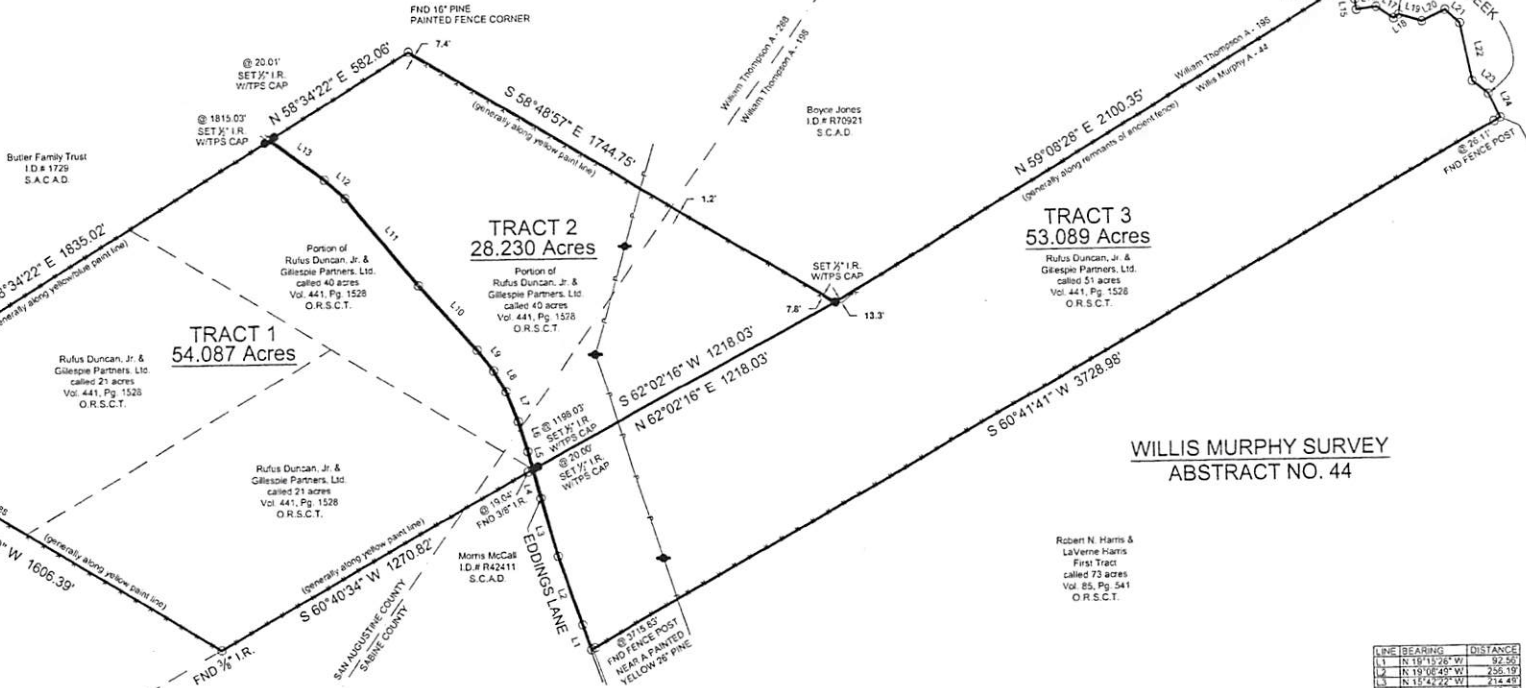 FND 16" PINE
PAINTED FENCE CORNER
7.4'
@ 20.01'
SET ½" I.R.
W/TPS CAP
N 58°34'22" E 582.06'
@ 1815.03'
SET ½" I.R.
W/TPS CAP
Butler Family Trust
I.D.# 1729
S.A.C.A.D.
S 58°48'57" E 1744.75'
(generally along yellow paint line)
William Thompson A - 288
William Thompson A - 195
Boyce Jones
I.D.# R70921
S.C.A.D.
N 59°08'28" E 2100.35'
(generally along remnants of ancient fence)
William Thompson A - 195
Willis Murphy A - 44
L15
L17
L18
L19
L20
L21
L22
L23
L24
EEK
@ 26.11'
FND FENCE POST
8°34'22" E 1835.02'
enerally along yellow/blue paint line)
L13
L12
L11
L10
L9
L8
L7
L6
L5
L4
L3
L2
L1
Portion of
Rufus Duncan, Jr. &
Gillespie Partners, Ltd.
called 40 acres
Vol. 441, Pg. 1528
O.R.S.C.T.
TRACT 2
28.230 Acres
Portion of
Rufus Duncan, Jr. &
Gillespie Partners, Ltd.
called 40 acres
Vol. 441, Pg. 1528
O.R.S.C.T.
1.2'
SET ½" I.R.
W/TPS CAP
7.8'
13.3'
TRACT 3
53.089 Acres
Rufus Duncan, Jr. &
Gillespie Partners, Ltd.
called 51 acres
Vol. 441, Pg. 1528
O.R.S.C.T.
TRACT 1
54.087 Acres
Rufus Duncan, Jr. &
Gillespie Partners, Ltd.
called 21 acres
Vol. 441, Pg. 1528
O.R.S.C.T.
Rufus Duncan, Jr. &
Gillespie Partners, Ltd.
called 21 acres
Vol. 441, Pg. 1528
O.R.S.C.T.
S 62°02'16" W 1218.03'
N 62°02'16" E 1218.03'
@ 1198.03'
SET ½" I.R.
W/TPS CAP
@ 20.00'
SET ½" I.R.
W/TPS CAP
@ 19.04'
FND 3/8" I.R.
S 60°41'41" W 3728.98'
WILLIS MURPHY SURVEY
ABSTRACT NO. 44
" W 1606.39'
(generally along yellow paint line)
(generally along yellow paint line)
S 60°40'34" W 1270.82'
Morris McCall
I.D.# R42411
S.C.A.D.
EDDINGS LANE
SAN AUGUSTINE COUNTY
SABINE COUNTY
FND ⅜" I.R.
@ 3715.83'
FND FENCE POST
NEAR A PAINTED
YELLOW 26" PINE
Robert N. Harris &
LaVerne Harris
First Tract
called 73 acres
Vol. 85, Pg. 541
O.R.S.C.T.
LINE BEARING DISTANCE
L1 N 19°15'26" W 92.56'
L2 N 19°08'49" W 256.19'
L3 N 15°42'22" W 214.49'